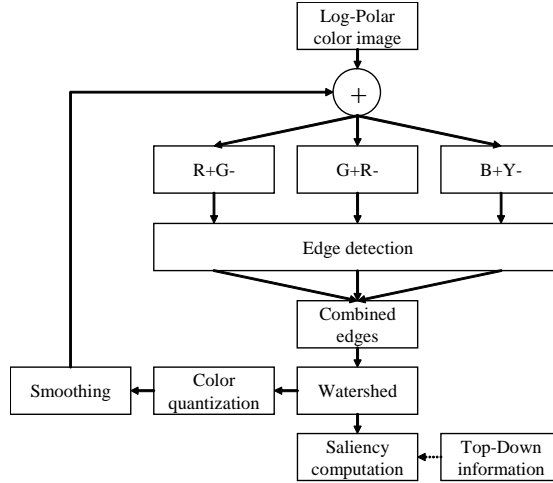 Log-Polar
color image
+
R+G-
G+R-
B+Y-
Edge detection
Combined
edges
Smoothing
Color
quantization
Watershed
Saliency
computation
Top-Down
information